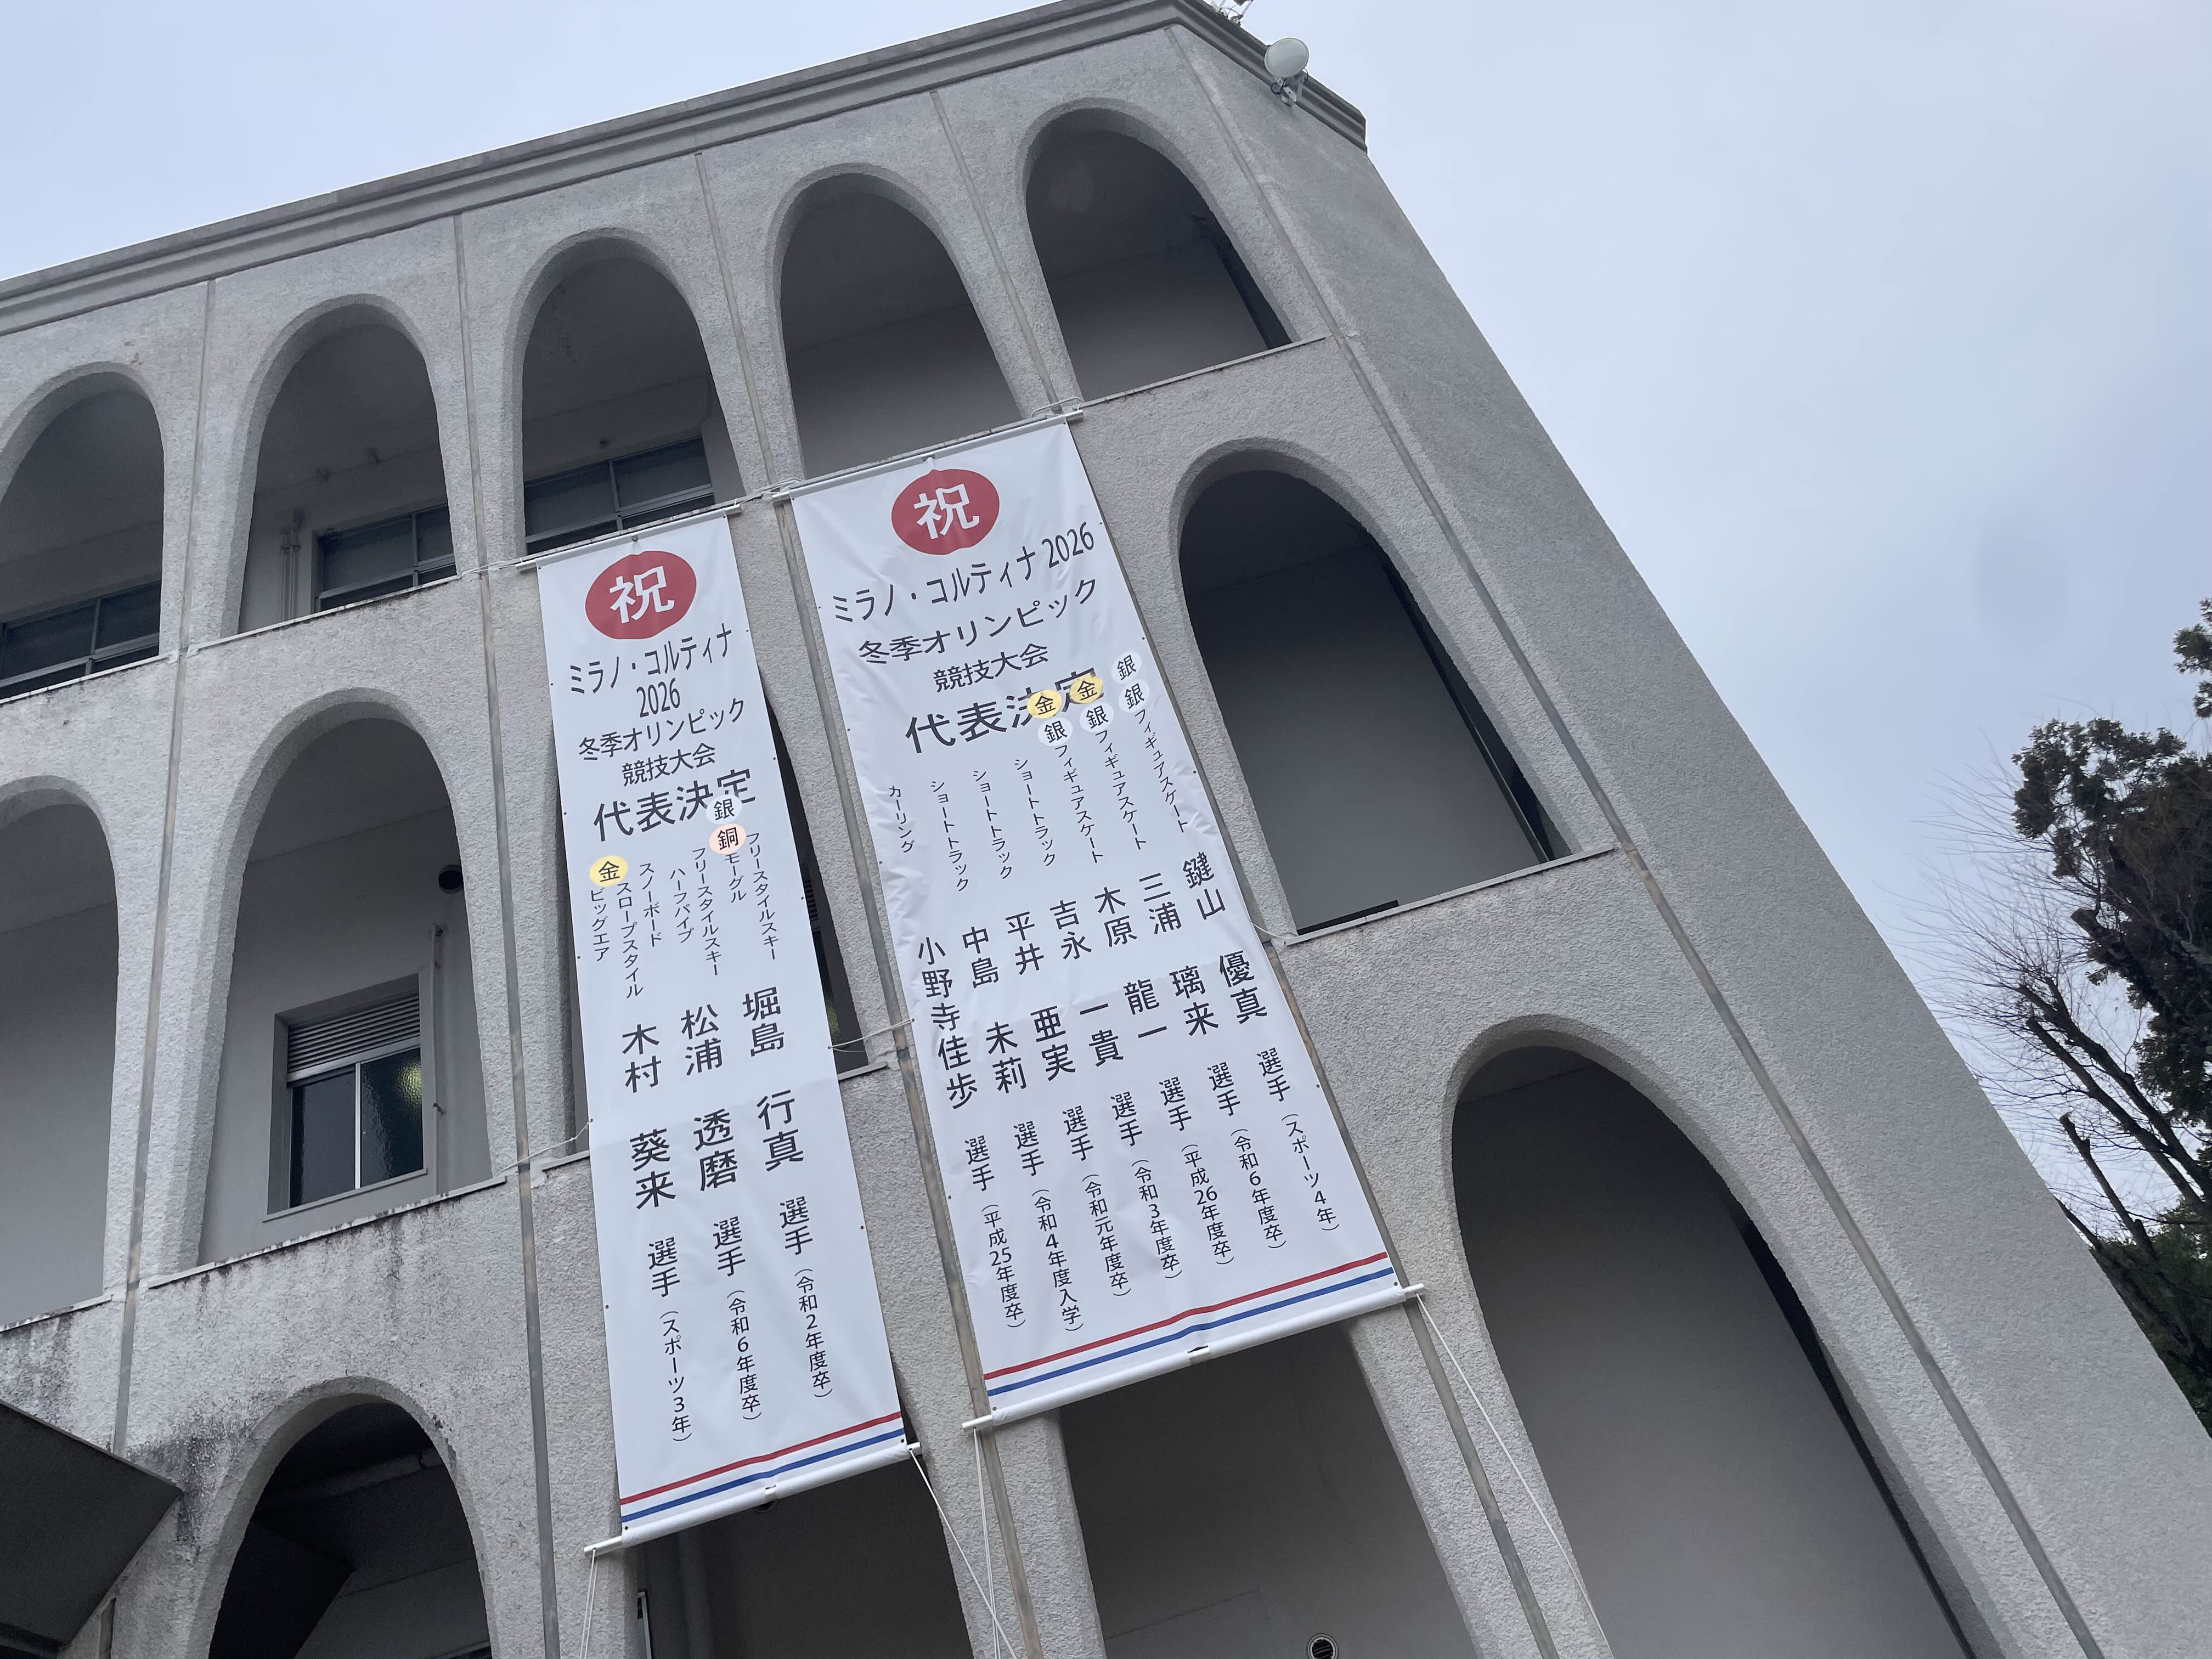 祝
ミラノ・コルティナ
2026
冬季オリンピック
競技大会
代表決定
銀
銅
フリースタイルスキー
モーグル
堀島 行真 選手(令和2年度卒)
フリースタイルスキー
ハーフパイプ
松浦 透磨 選手(令和6年度卒)
スノーボード
スロープスタイル
金
ビッグエア
木村 葵来 選手(スポーツ3年)
祝
ミラノ・コルティナ 2026
冬季オリンピック
競技大会
代表決定
銀
銀
フィギュアスケート 鍵山 優真 選手(スポーツ4年)
金
銀
フィギュアスケート 三浦 璃来 選手(令和6年度卒)
金
銀
フィギュアスケート 木原 龍一 選手(平成26年度卒)
ショートトラック 吉永 一貴 選手(令和3年度卒)
ショートトラック 平井 亜実 選手(令和元年度卒)
ショートトラック 中島 未莉 選手(令和4年度入学)
カーリング 小野寺佳歩 選手(平成25年度卒)